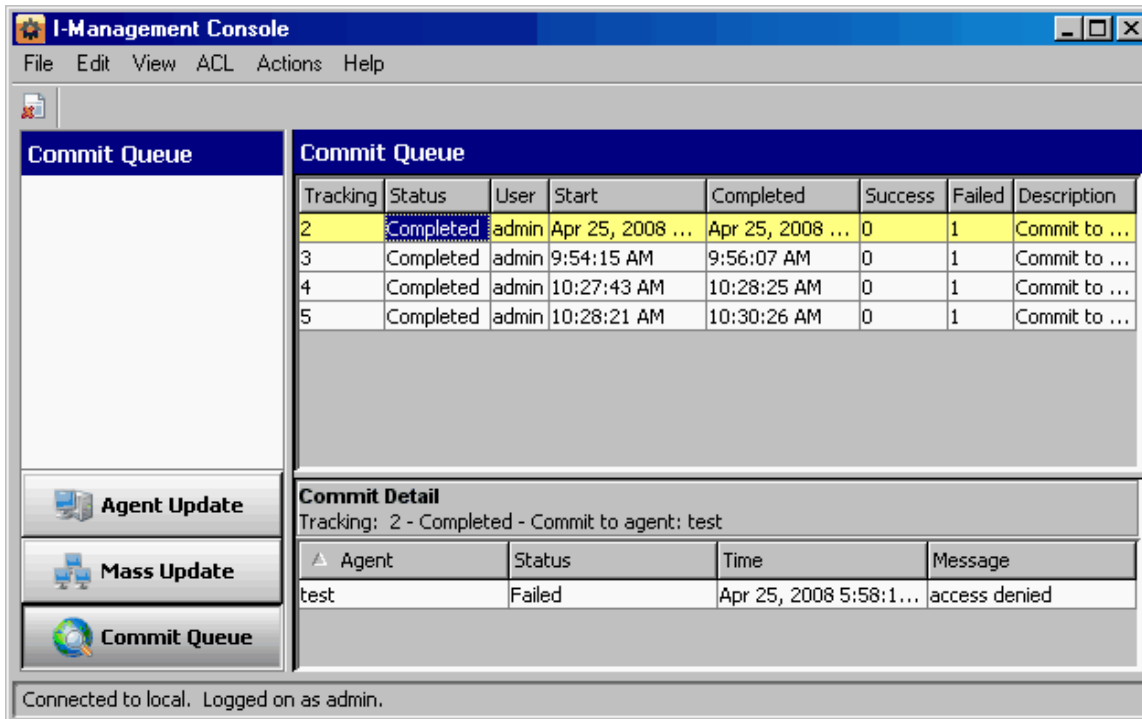 I-Management Console
File Edit View ACL Actions Help
Commit Queue
Commit Queue
Tracking Status User Start Completed Success Failed Description
2 Completed admin Apr 25, 2008 ... Apr 25, 2008 ... 0 1 Commit to ...
3 Completed admin 9:54:15 AM 9:56:07 AM 0 1 Commit to ...
4 Completed admin 10:27:43 AM 10:28:25 AM 0 1 Commit to ...
5 Completed admin 10:28:21 AM 10:30:26 AM 0 1 Commit to ...
Agent Update
Mass Update
Commit Queue
Commit Detail
Tracking: 2 - Completed - Commit to agent: test
Agent Status Time Message
test Failed Apr 25, 2008 5:58:1... access denied
Connected to local. Logged on as admin.